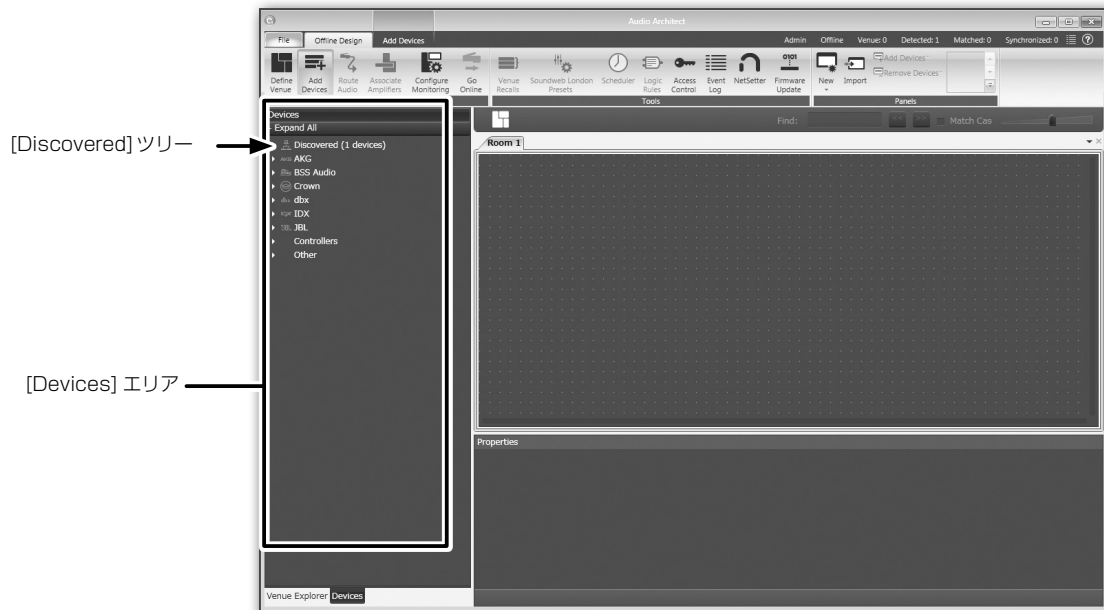 Audio Architect
File Offline Design Add Devices Admin Offline Venue: 0 Detected: 1 Matched: 0 Synchronized: 0
Define Venue Add Devices Route Audio Associate Amplifiers Configure Monitoring Go Online Venue Recalls Soundweb London Presets Scheduler Logic Rules Access Control Event Log NetSetter 0101 Firmware Update New Import Add Devices
Remove Devices
Tools Panels
Devices
Expand All
Find: << >> Match Cas
[Discovered] ツリー
Discovered (1 devices)
Room 1
AKG AKG
BSS Audio
Crown
dbx dbx
IDX
JBL JBL
Controllers
Other
[Devices] エリア
Properties
Venue Explorer Devices